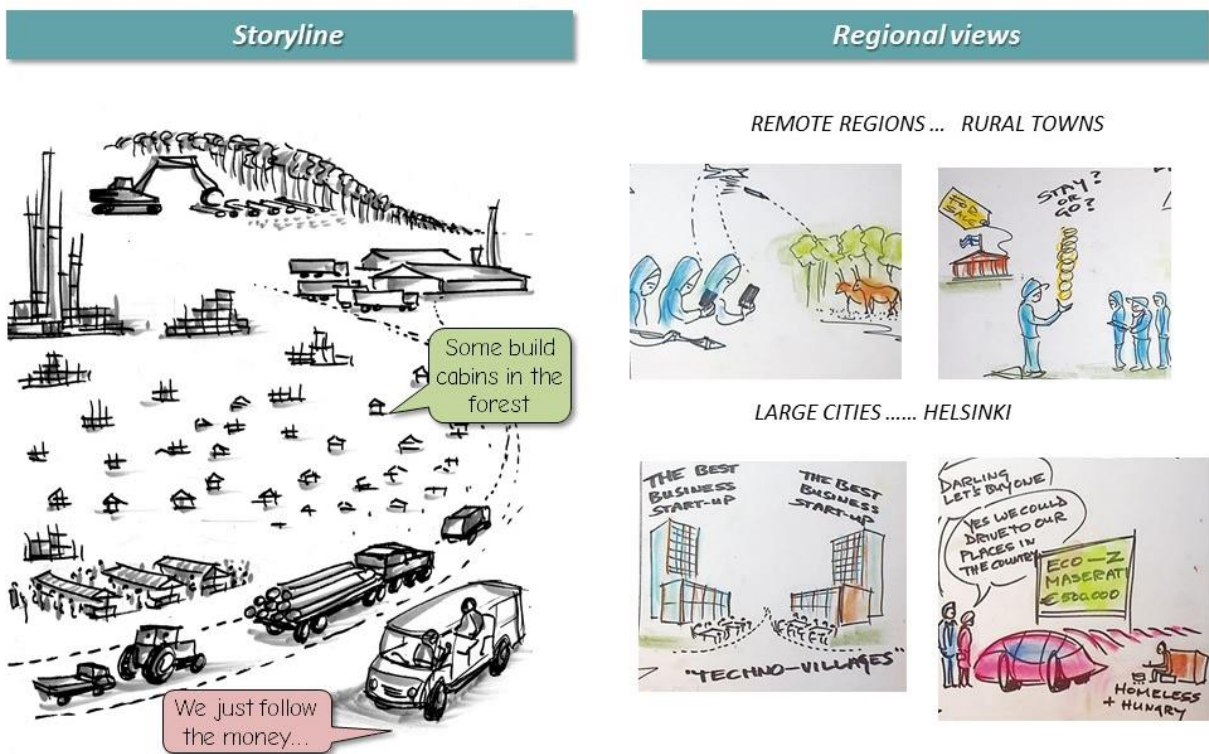 Storyline
Some build
cabins in the
forest
We just follow
the money...
Regional views
REMOTE REGIONS ... RURAL TOWNS
FOR
SALE
STAY?
OR
GO?
LARGE CITIES ...... HELSINKI
THE BEST
BUSINESS
START-UP
THE BEST
BUSINESS
START-UP
"TECHNO-VILLAGES"
DARLING
LET'S BUY ONE
YES WE COULD
DRIVE TO OUR
PLACES IN
THE COUNTRY
ECO-Z
MASERATI
€500,000
HOMELESS
+ HUNGRY